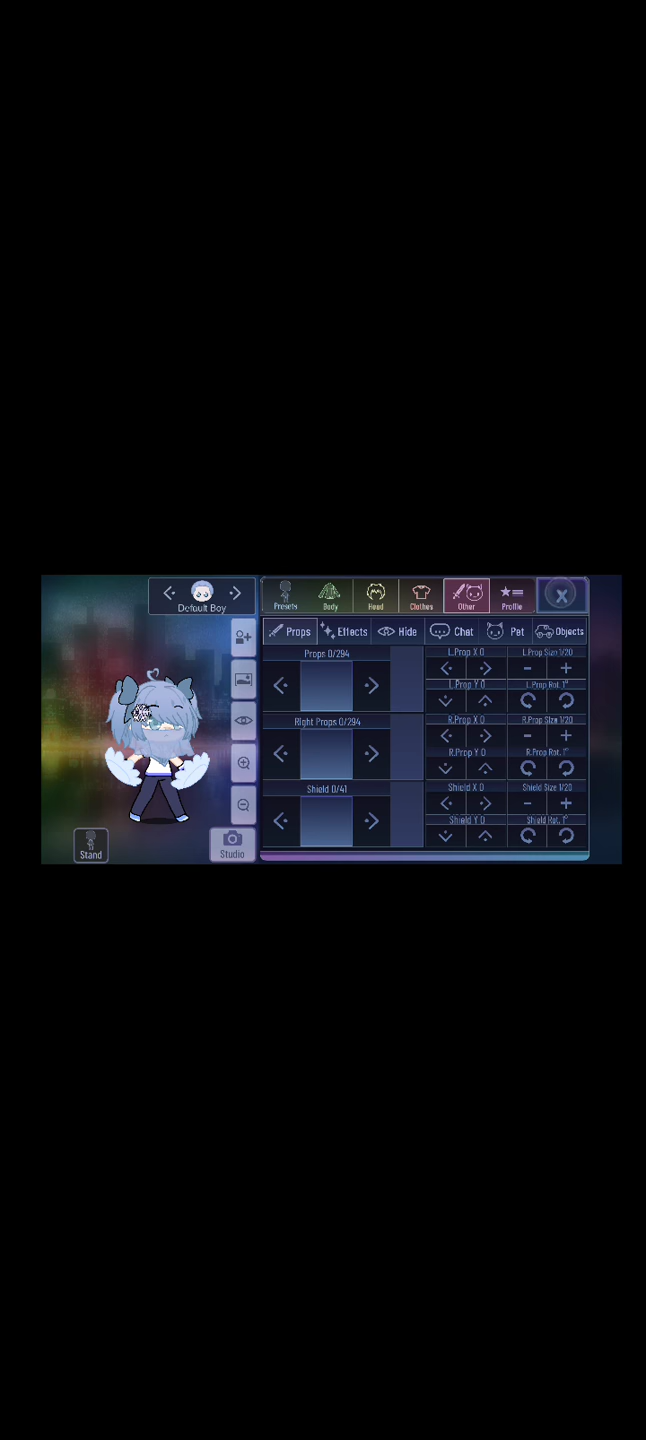 Default Boy
Presets
Body
Head
Clothes
Other
Profile
X
Props
Effects
Hide
Chat
Pet
Objects
Props 0/294
L.Prop X 0
L.Prop Size 1/20
L.Prop Y 0
L.Prop Rot. 1°
Right Props 0/294
R.Prop X 0
R.Prop Size 1/20
R.Prop Y 0
R.Prop Rot. 1°
Shield 0/41
Shield X 0
Shield Size 1/20
Shield Y 0
Shield Rot. 1°
Stand
Studio